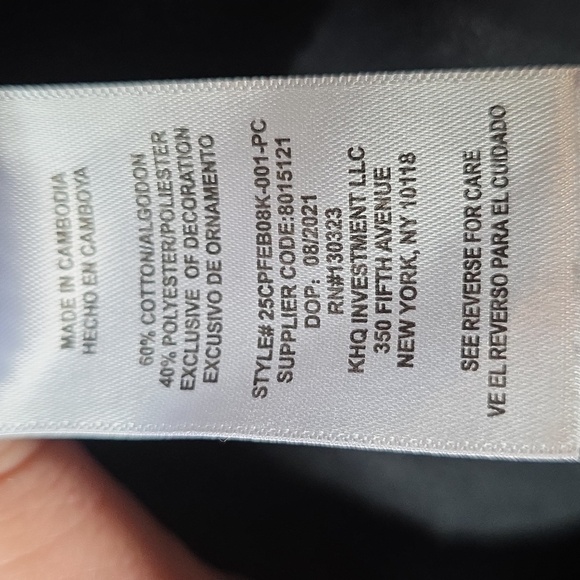 MADE IN CAMBODIA
HECHO EN CAMBOYA
60% COTTON/ALGODON
40% POLYESTER/POLIESTER
EXCLUSIVE OF DECORATION
EXCUSIVO DE ORNAMENTO
STYLE# 25CPFEB08K-001-PC
SUPPLIER CODE:8015121
DOP: 08/2021
RN#130323
KHQ INVESTMENT LLC
350 FIFTH AVENUE
NEW YORK, NY 10118
SEE REVERSE FOR CARE
VE EL REVERSO PARA EL CUIDADO